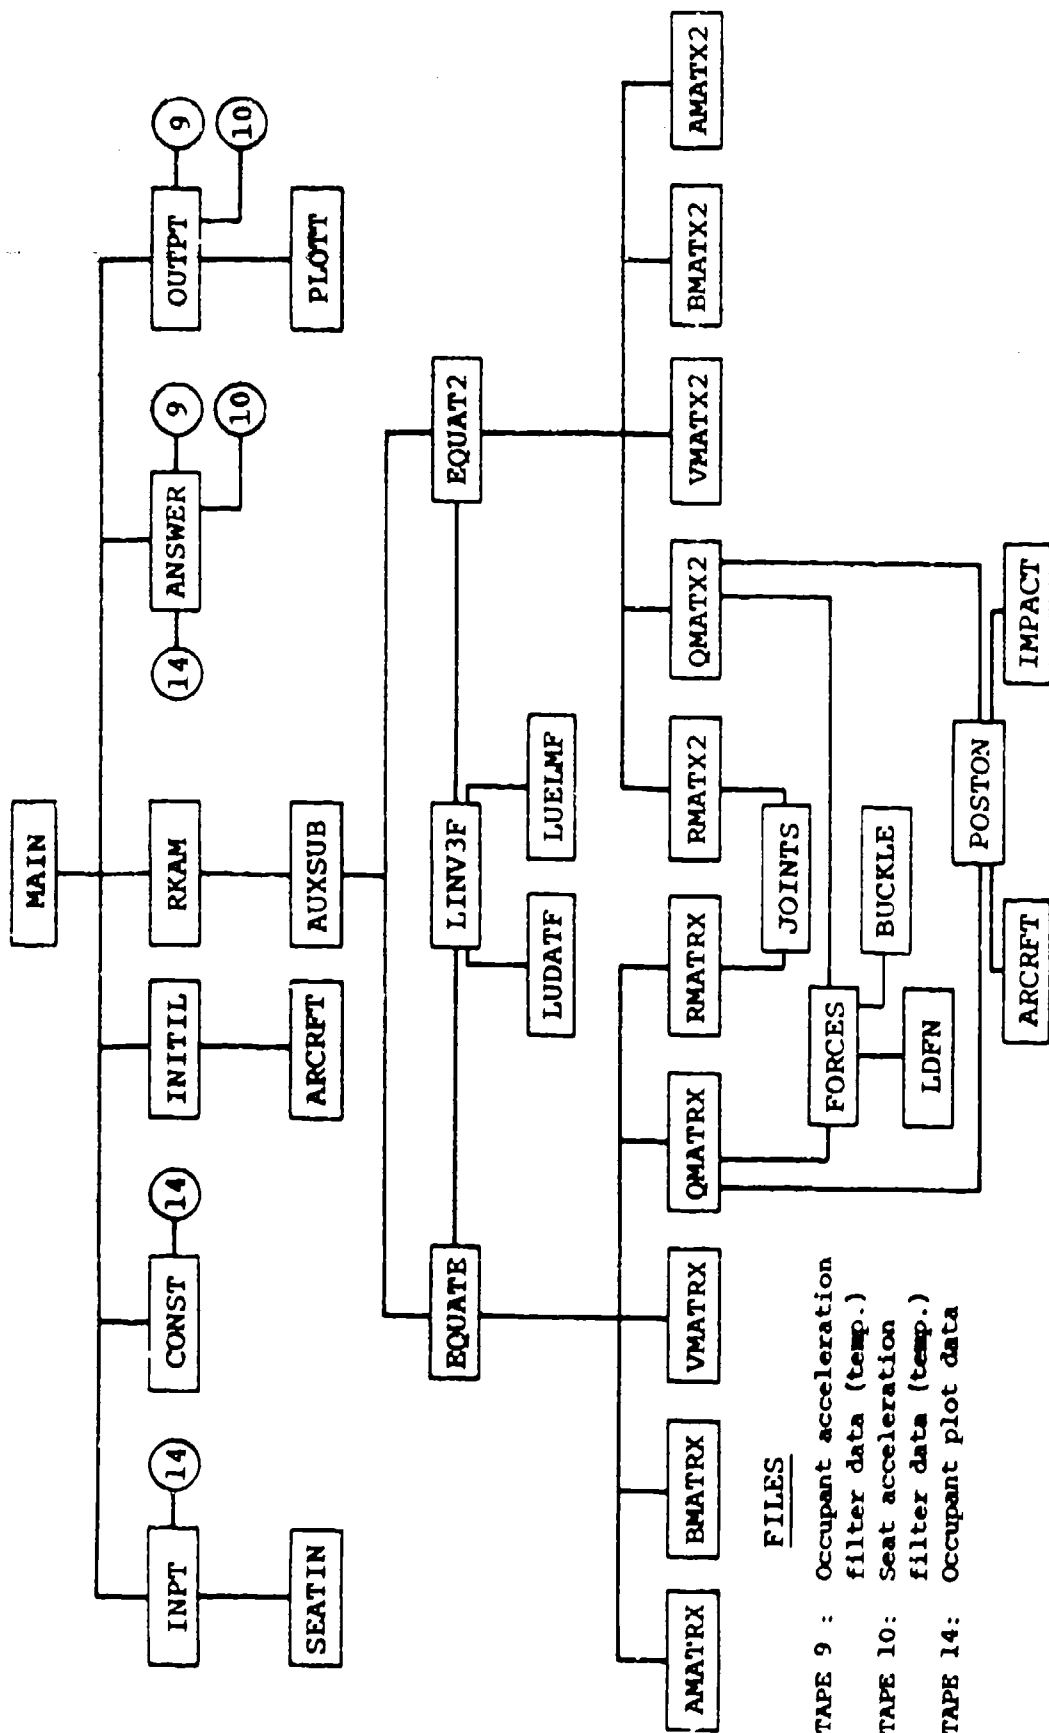 MAIN
INPT
14
CONST
14
INITIL
RKAM
14
ANSWER
9
10
OUTPT
9
10
SEATIN
ARCRFT
AUXSUB
PLOTT
EQUATE
LINV3F
EQUAT2
LUDATF
LUELMF
AMATRX
BMATRX
VMATRX
QMATRX
RMATRX
RMATX2
QMATX2
VMATX2
BMATX2
AMATX2
JOINTS
FORCES
LDFN
BUCKLE
POSTON
ARCRFT
IMPACT
FILES
TAPE 9 : Occupant acceleration
filter data (temp.)
TAPE 10: Seat acceleration
filter data (temp.)
TAPE 14: Occupant plot data